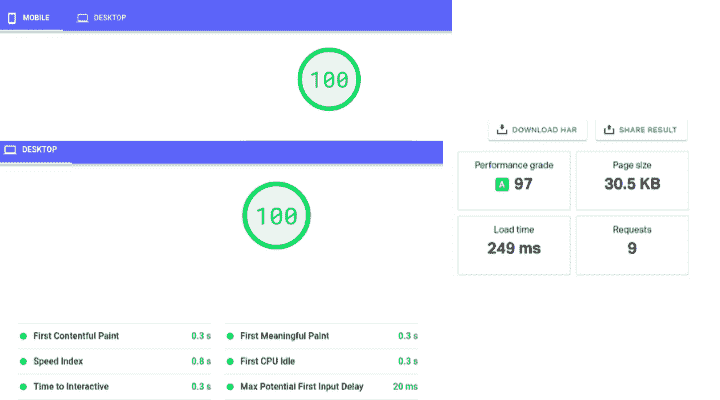 MOBILE DESKTOP
100
DESKTOP
100
First Contentful Paint 0.3 s First Meaningful Paint 0.3 s
Speed Index 0.8 s First CPU Idle 0.3 s
Time to Interactive 0.3 s Max Potential First Input Delay 20 ms
DOWNLOAD HAR SHARE RESULT
Performance grade Page size
A 97 30.5 KB
Load time Requests
249 ms 9